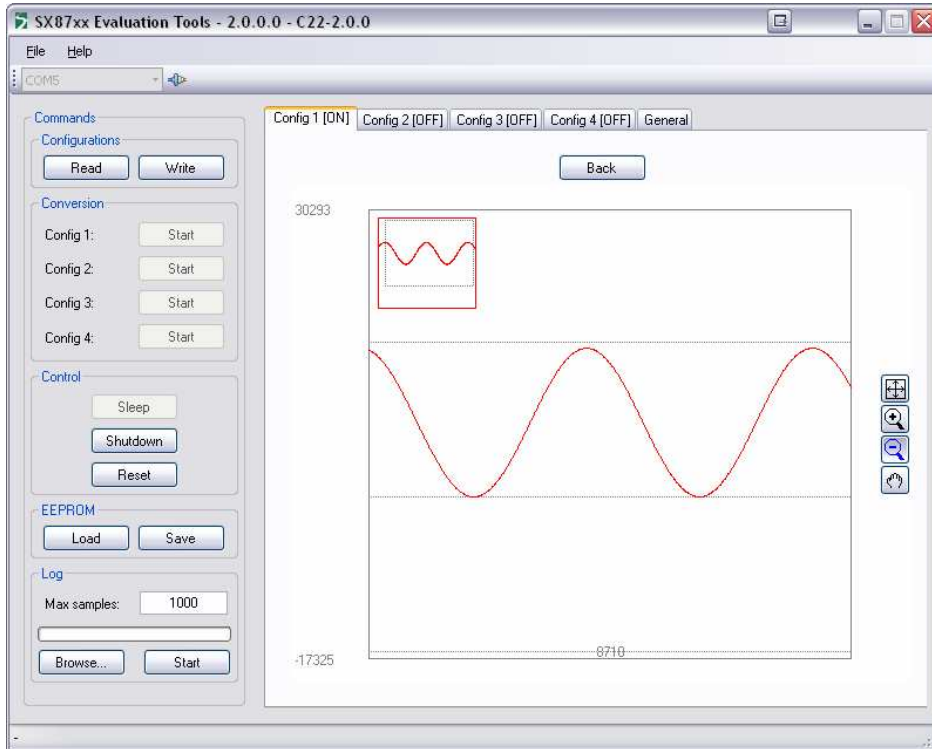 SX87xx Evaluation Tools - 2.0.0.0 - C22-2.0.0
File Help
COM5
Commands
Configurations
Read Write
Conversion
Config 1: Start
Config 2: Start
Config 3: Start
Config 4: Start
Control
Sleep
Shutdown
Reset
EEPROM
Load Save
Log
Max samples: 1000
Browse... Start
Config 1 [ON] Config 2 [OFF] Config 3 [OFF] Config 4 [OFF] General
Back
30293
-17325
8710
-